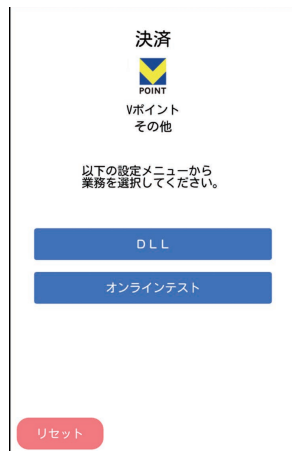 決済
POINT
Vポイント
その他
以下の設定メニューから
業務を選択してください。
ＤＬＬ
オンラインテスト
リセット